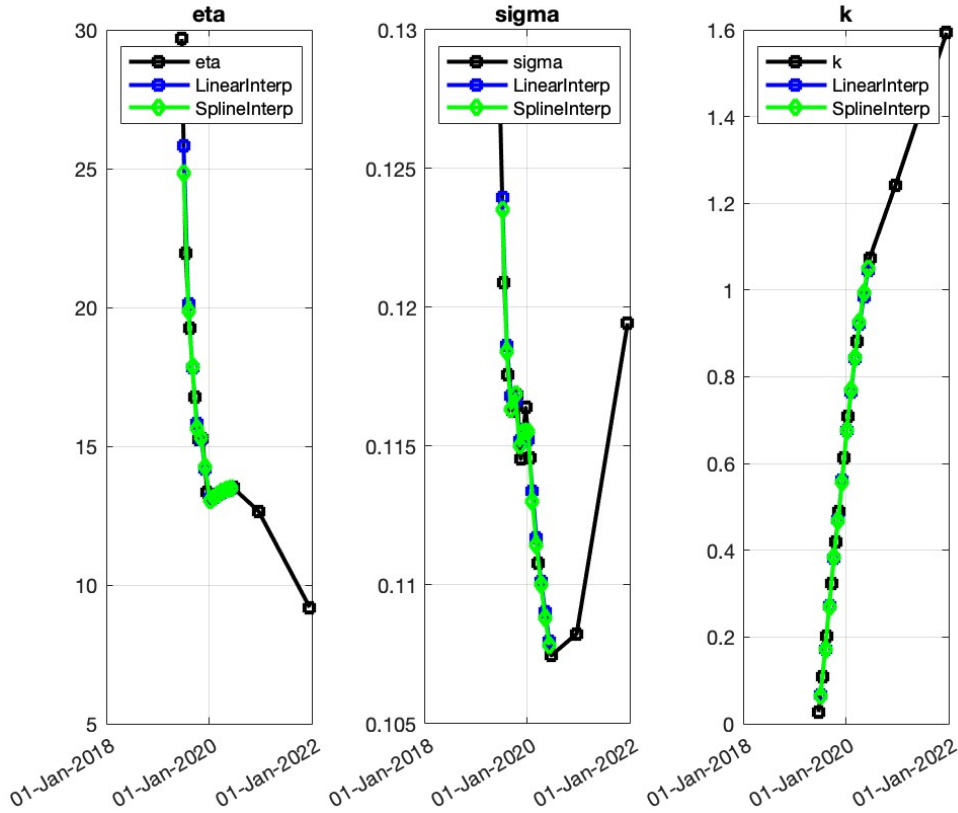 eta
30
25
20
15
10
5
eta
LinearInterp
SplineInterp
01-Jan-2018
01-Jan-2020
01-Jan-2022
sigma
0.13
0.125
0.12
0.115
0.11
0.105
sigma
LinearInterp
SplineInterp
01-Jan-2018
01-Jan-2020
01-Jan-2022
k
1.6
1.4
1.2
1
0.8
0.6
0.4
0.2
0
k
LinearInterp
SplineInterp
01-Jan-2018
01-Jan-2020
01-Jan-2022